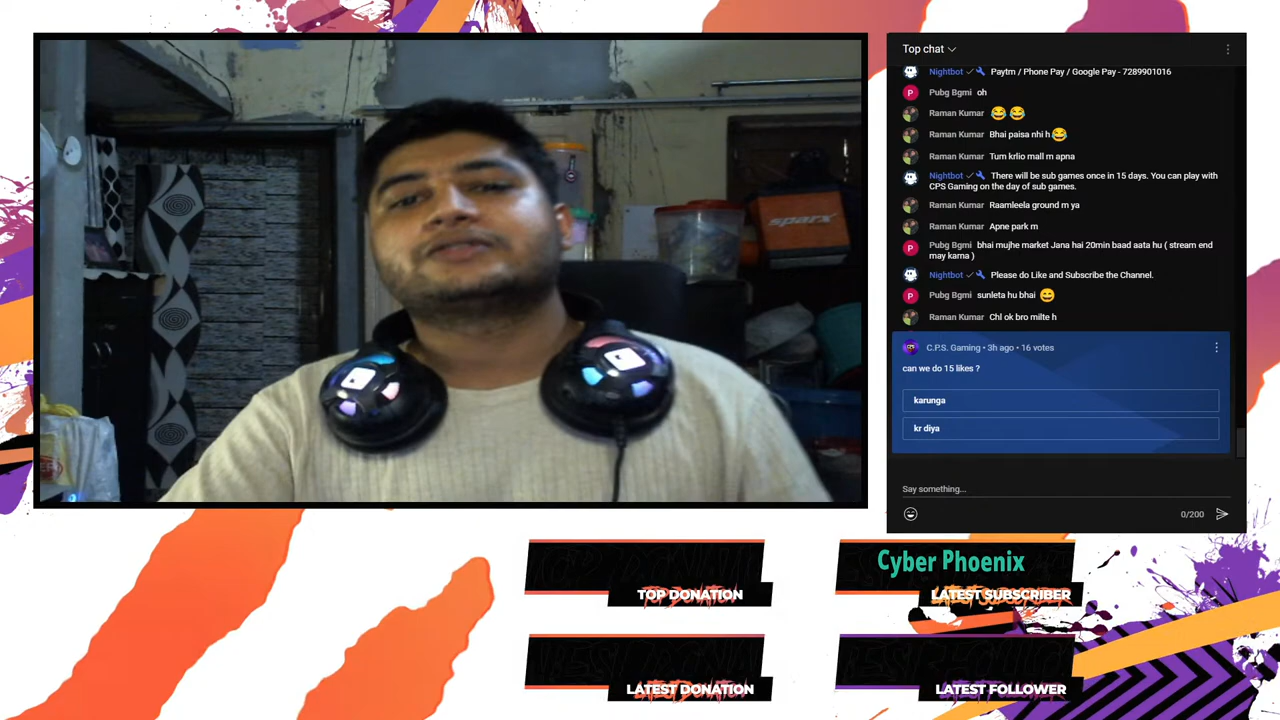 Top chat
Nightbot Paytm / Phone Pay / Google Pay - 7289901016
P Pubg Bgmi oh
Raman Kumar 😂 😂
Raman Kumar Bhai paisa nhi h 😂
Raman Kumar Tum krlio mall m apna
Nightbot There will be sub games once in 15 days. You can play with
CPS Gaming on the day of sub games.
Raman Kumar Raamleela ground m ya
Raman Kumar Apne park m
P Pubg Bgmi bhai mujhe market Jana hai 20min baad aata hu ( stream end
may karna )
Nightbot Please do Like and Subscribe the Channel.
P Pubg Bgmi sunleta hu bhai 😄
Raman Kumar Chl ok bro milte h
C.P.S. Gaming • 3h ago • 16 votes
can we do 15 likes ?
karunga
kr diya
Say something...
0/200
sparx
TOP DONATION
Cyber Phoenix
LATEST SUBSCRIBER
LATEST DONATION
LATEST FOLLOWER